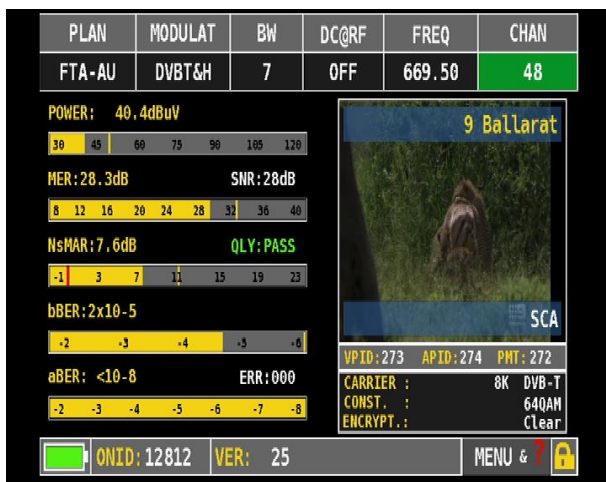 PLAN MODULAT BW DC@RF FREQ CHAN
FTA-AU DVBT&H 7 OFF 669.50 48
POWER: 40.4dBuV
30 45 60 75 90 105 120
MER:28.3dB SNR:28dB
8 12 16 20 24 28 32 36 40
NsMAR:7.6dB QLY:PASS
-1 3 7 11 15 19 23
bBER:2x10-5
-2 -3 -4 -5 -6
aBER: <10-8 ERR:000
-2 -3 -4 -5 -6 -7 -8
9 Ballarat
SCA
VPID:273 APID:274 PMT:272
CARRIER : 8K DVB-T
CONST. : 64QAM
ENCRYPT.: Clear
ONID:12812 VER: 25 MENU & ?